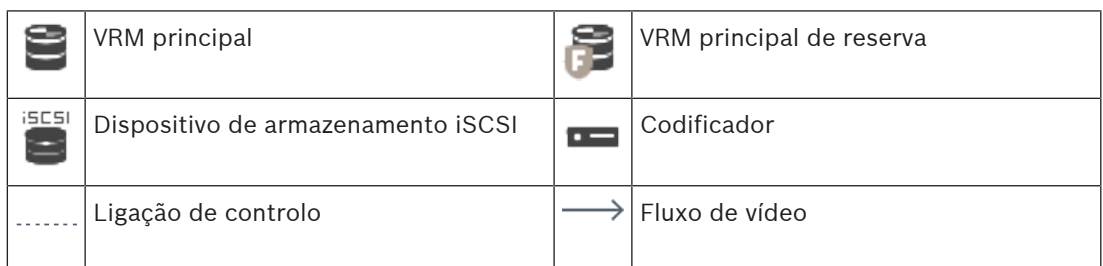 VRM principal
VRM principal de reserva
F
iSCSI
Dispositivo de armazenamento iSCSI
Codificador
Ligação de controlo
Fluxo de vídeo